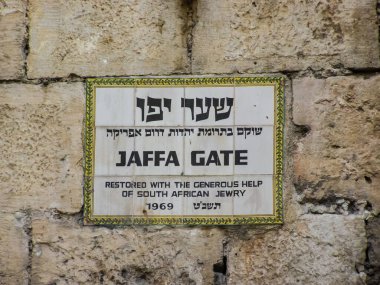 שער יפו
שוקם בתרומת יהדות דרום אפריקה
JAFFA GATE
RESTORED WITH THE GENEROUS HELP
OF SOUTH AFRICAN JEWRY
1969 תשכ"ט